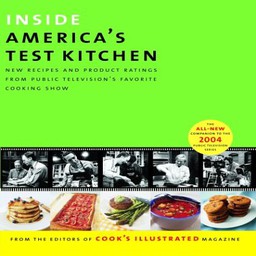 INSIDE
AMERICA'S
TEST KITCHEN
NEW RECIPES AND PRODUCT RATINGS
FROM PUBLIC TELEVISION'S FAVORITE
COOKING SHOW
THE
ALL-NEW
COMPANION TO THE
2004
PUBLIC TELEVISION
SERIES
FROM THE EDITORS OF COOK'S ILLUSTRATED MAGAZINE